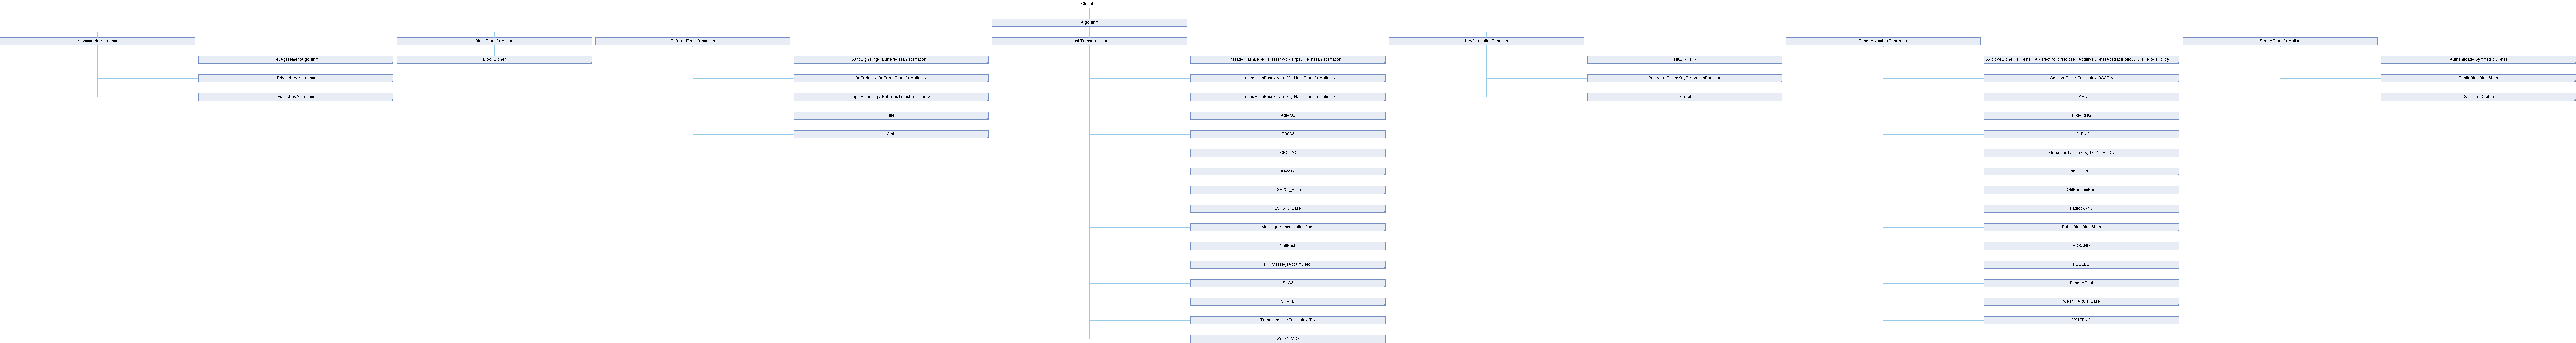 Clonable
Algorithm
AsymmetricAlgorithm
BlockTransformation
BufferedTransformation
HashTransformation
KeyDerivationFunction
RandomNumberGenerator
StreamTransformation
KeyAgreementAlgorithm
PrivateKeyAlgorithm
PublicKeyAlgorithm
BlockCipher
AutoSignaling< BufferedTransformation >
Bufferless< BufferedTransformation >
InputRejecting< BufferedTransformation >
Filter
Sink
IteratedHashBase< T_HashWordType, HashTransformation >
IteratedHashBase< word32, HashTransformation >
IteratedHashBase< word64, HashTransformation >
Adler32
CRC32
CRC32C
Keccak
LSH256_Base
LSH512_Base
MessageAuthenticationCode
NullHash
PK_MessageAccumulator
SHA3
SHAKE
TruncatedHashTemplate< T >
Weak1::MD2
HKDF< T >
PasswordBasedKeyDerivationFunction
Scrypt
AdditiveCipherTemplate< AbstractPolicyHolder< AdditiveCipherAbstractPolicy, CTR_ModePolicy > >
AdditiveCipherTemplate< BASE >
DARN
FixedRNG
LC_RNG
MersenneTwister< K, M, N, F, S >
NIST_DRBG
OldRandomPool
PadlockRNG
PublicBlumBlumShub
RDRAND
RDSEED
RandomPool
Weak1::ARC4_Base
X917RNG
AuthenticatedSymmetricCipher
PublicBlumBlumShub
SymmetricCipher